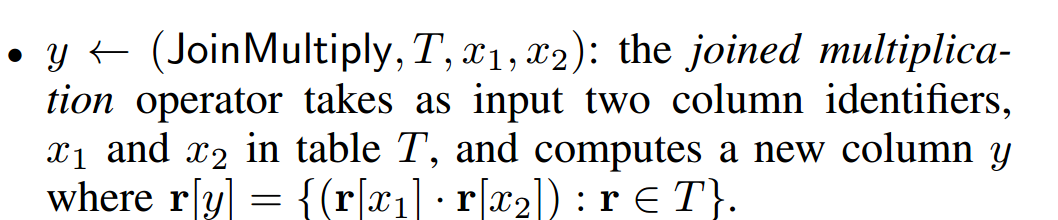 • y ← (JoinMultiply, T, x₁, x₂): the joined multiplica-
tion operator takes as input two column identifiers,
x₁ and x₂ in table T, and computes a new column y
where r[y] = {(r[x₁] · r[x₂]) : r ∈ T}.